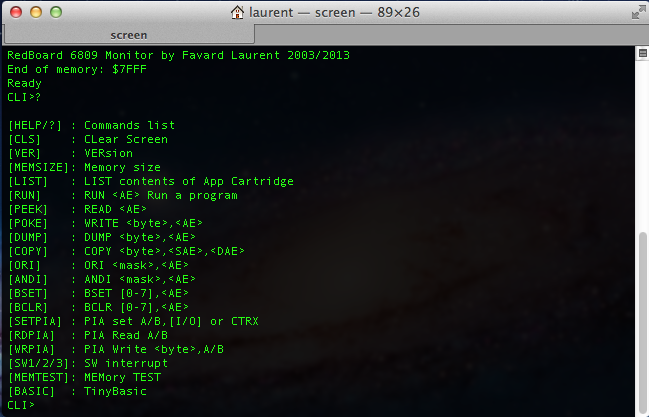 laurent — screen — 89×26
screen
RedBoard 6809 Monitor by Favard Laurent 2003/2013
End of memory: $7FFF
Ready
CLI>?
[HELP/?] : Commands list
[CLS]    : CLear Screen
[VER]    : VERsion
[MEMSIZE]: Memory size
[LIST]   : LIST contents of App Cartridge
[RUN]    : RUN <AE> Run a program
[PEEK]   : READ <AE>
[POKE]   : WRITE <byte>,<AE>
[DUMP]   : DUMP <byte>,<AE>
[COPY]   : COPY <byte>,<SAE>,<DAE>
[ORI]    : ORI <mask>,<AE>
[ANDI]   : ANDI <mask>,<AE>
[BSET]   : BSET [0-7],<AE>
[BCLR]   : BCLR [0-7],<AE>
[SETPIA] : PIA set A/B,[I/O] or CTRX
[RDPIA]  : PIA Read A/B
[WRPIA]  : PIA Write <byte>,A/B
[SW1/2/3]: SW interrupt
[MEMTEST]: MEMory TEST
[BASIC]  : TinyBasic
CLI>